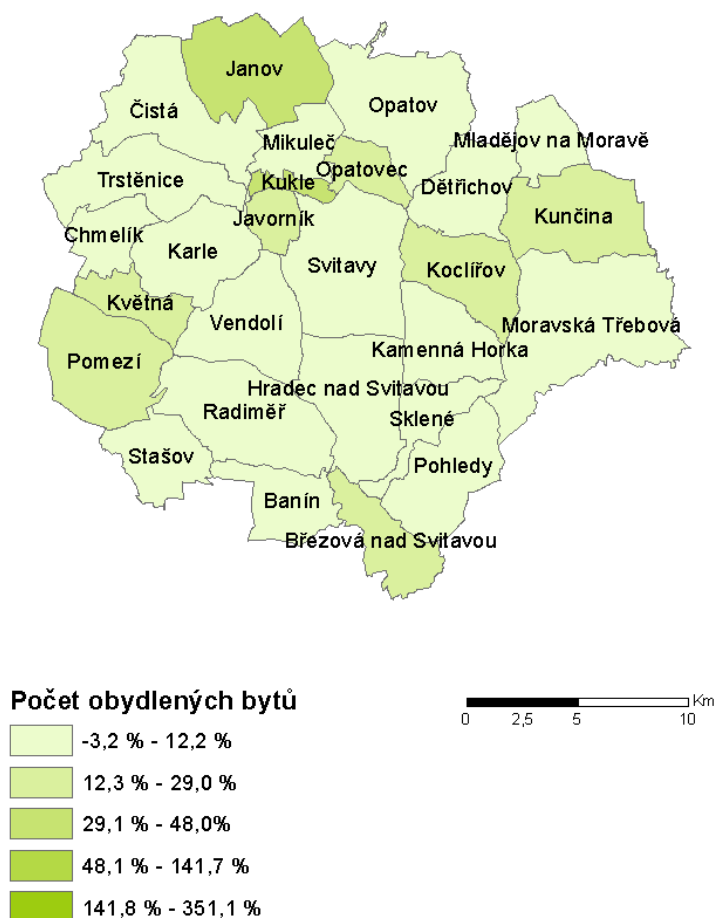 Janov
Čistá
Opatov
Mikuleč
Mladějov na Moravě
Opatovec
Trstěnice
Kukle
Dětřichov
Javorník
Kunčina
Chmelík
Karle
Svitavy
Koclířov
Květná
Vendolí
Moravská Třebová
Pomezí
Kamenná Horka
Hradec nad Svitavou
Radiměř
Sklené
Stašov
Pohledy
Banín
Březová nad Svitavou
Počet obydlených bytů
Km
0 2,5 5 10
-3,2 % - 12,2 %
12,3 % - 29,0 %
29,1 % - 48,0%
48,1 % - 141,7 %
141,8 % - 351,1 %